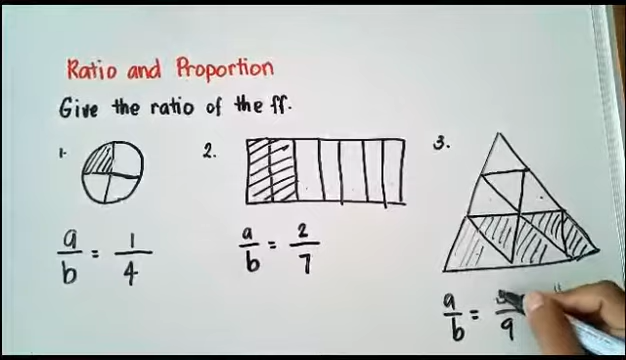 Ratio and Proportion
Give the ratio of the ff.
1.
2.
3.
a/b = 1/4
a/b = 2/7
a/b = /9